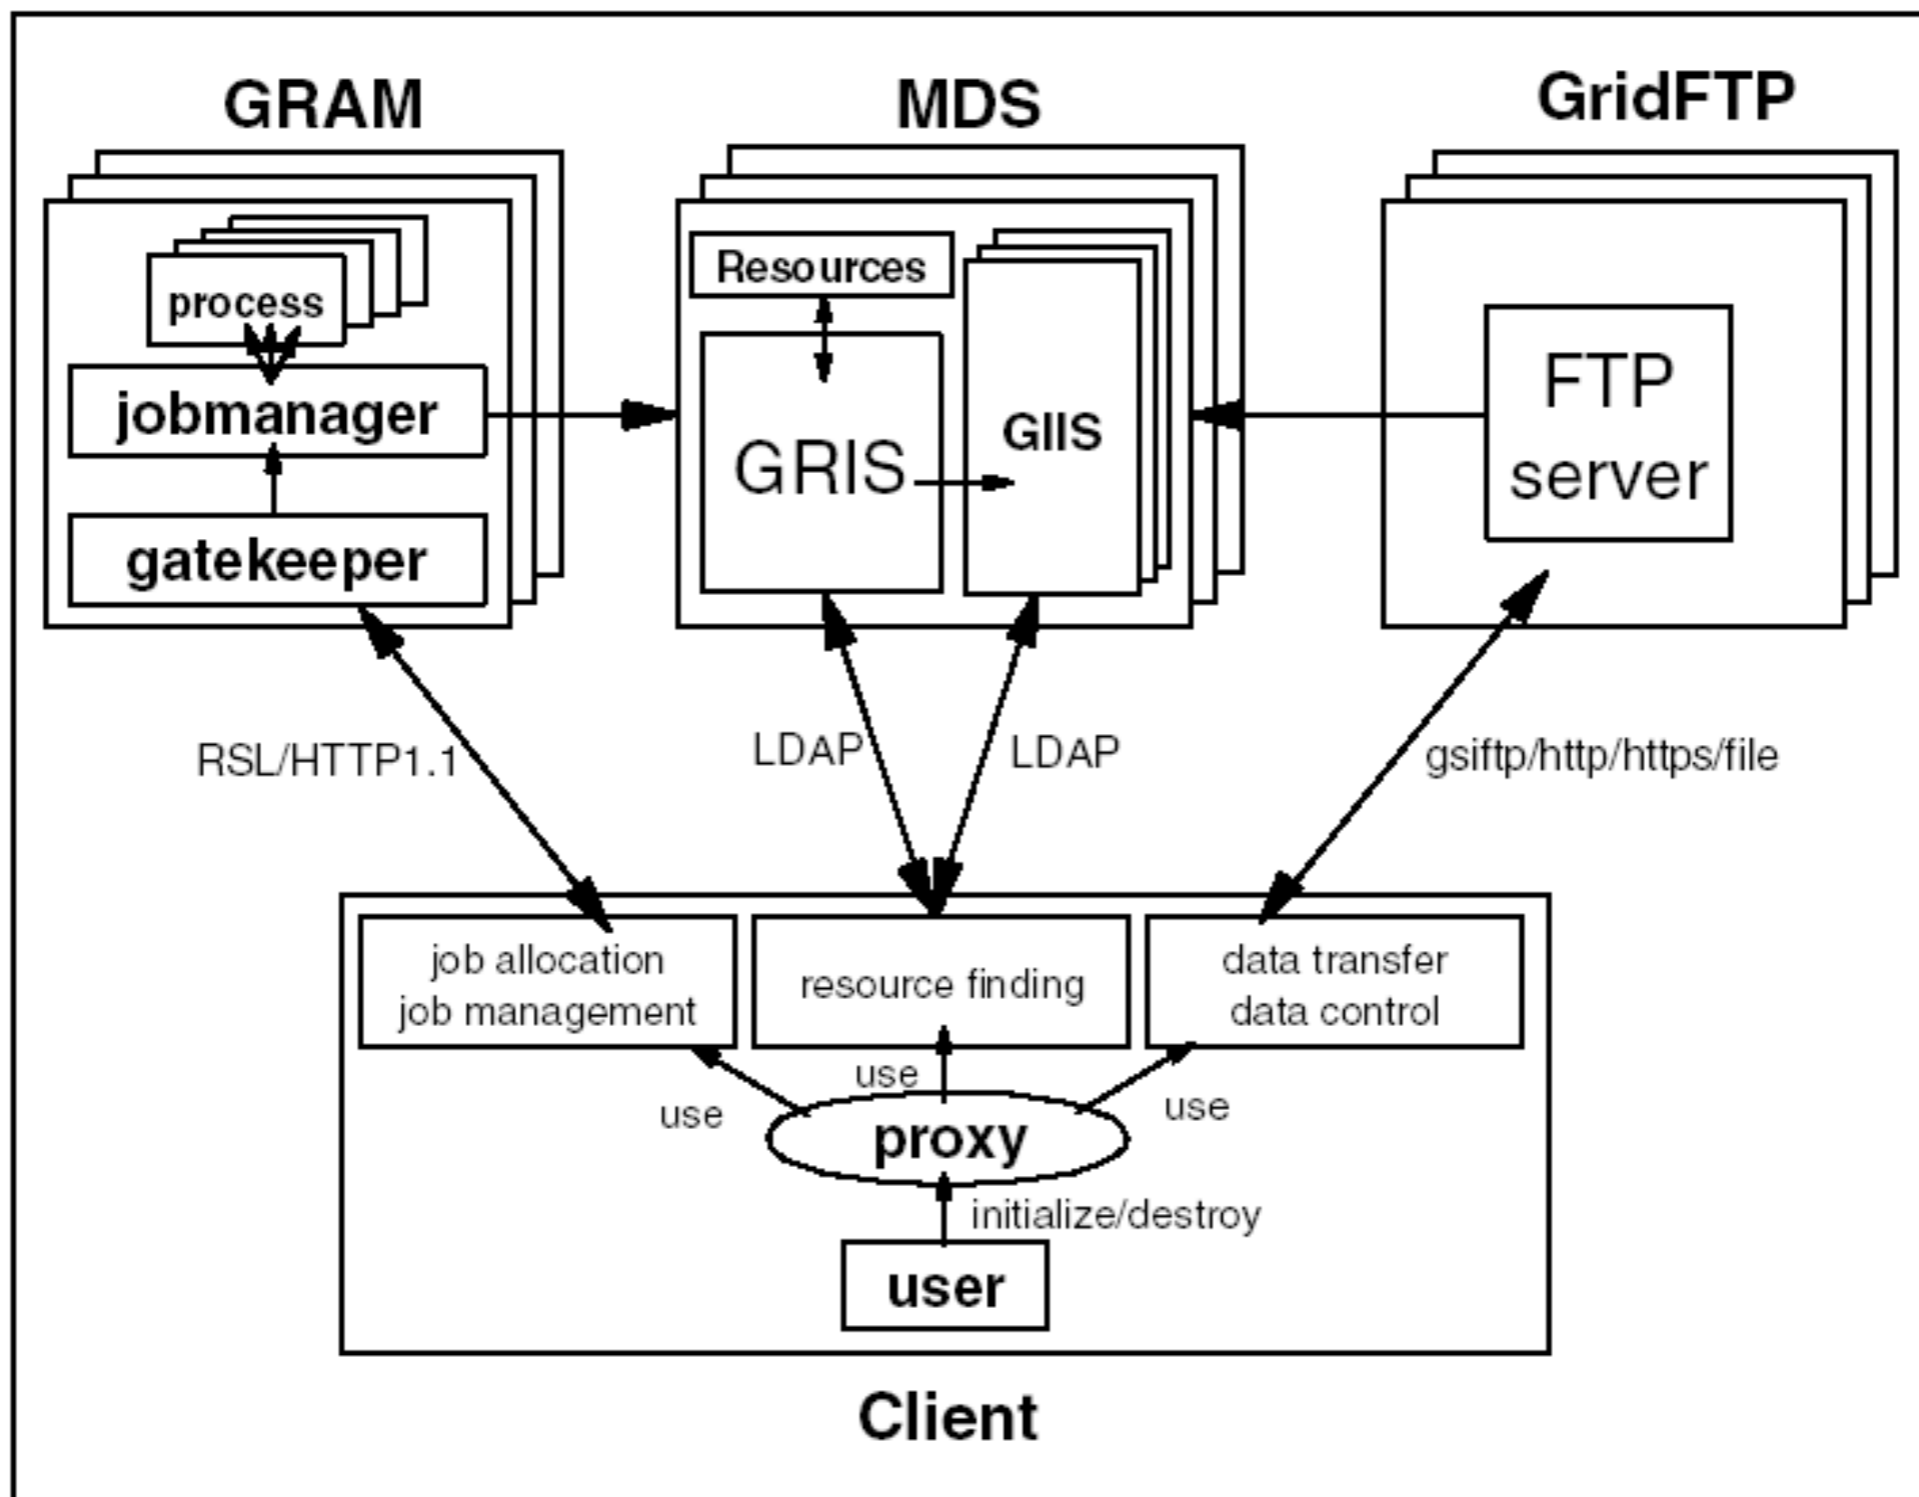 GRAM
MDS
GridFTP
process
jobmanager
gatekeeper
Resources
GRIS
GIIS
FTP
server
RSL/HTTP1.1
LDAP
LDAP
gsiftp/http/https/file
job allocation
job management
resource finding
data transfer
data control
use
use
use
proxy
initialize/destroy
user
Client